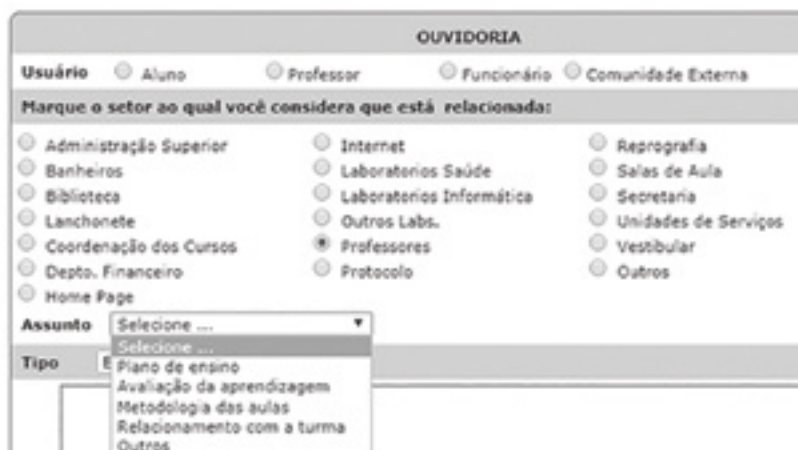 OUVIDORIA
Usuário Aluno Professor Funcionário Comunidade Externa
Marque o setor ao qual você considera que está relacionada:
Administração Superior Internet Reprografia
Banheiros Laboratorios Saúde Salas de Aula
Biblioteca Laboratorios Informática Secretaria
Lanchonete Outros Labs. Unidades de Serviços
Coordenação dos Cursos Professores Vestibular
Depto. Financeiro Protocolo Outros
Home Page
Assunto Selecione ...
Selecione ...
Tipo E
Plano de ensino
Avaliação da aprendizagem
Metodologia das aulas
Relacionamento com a turma
Outros